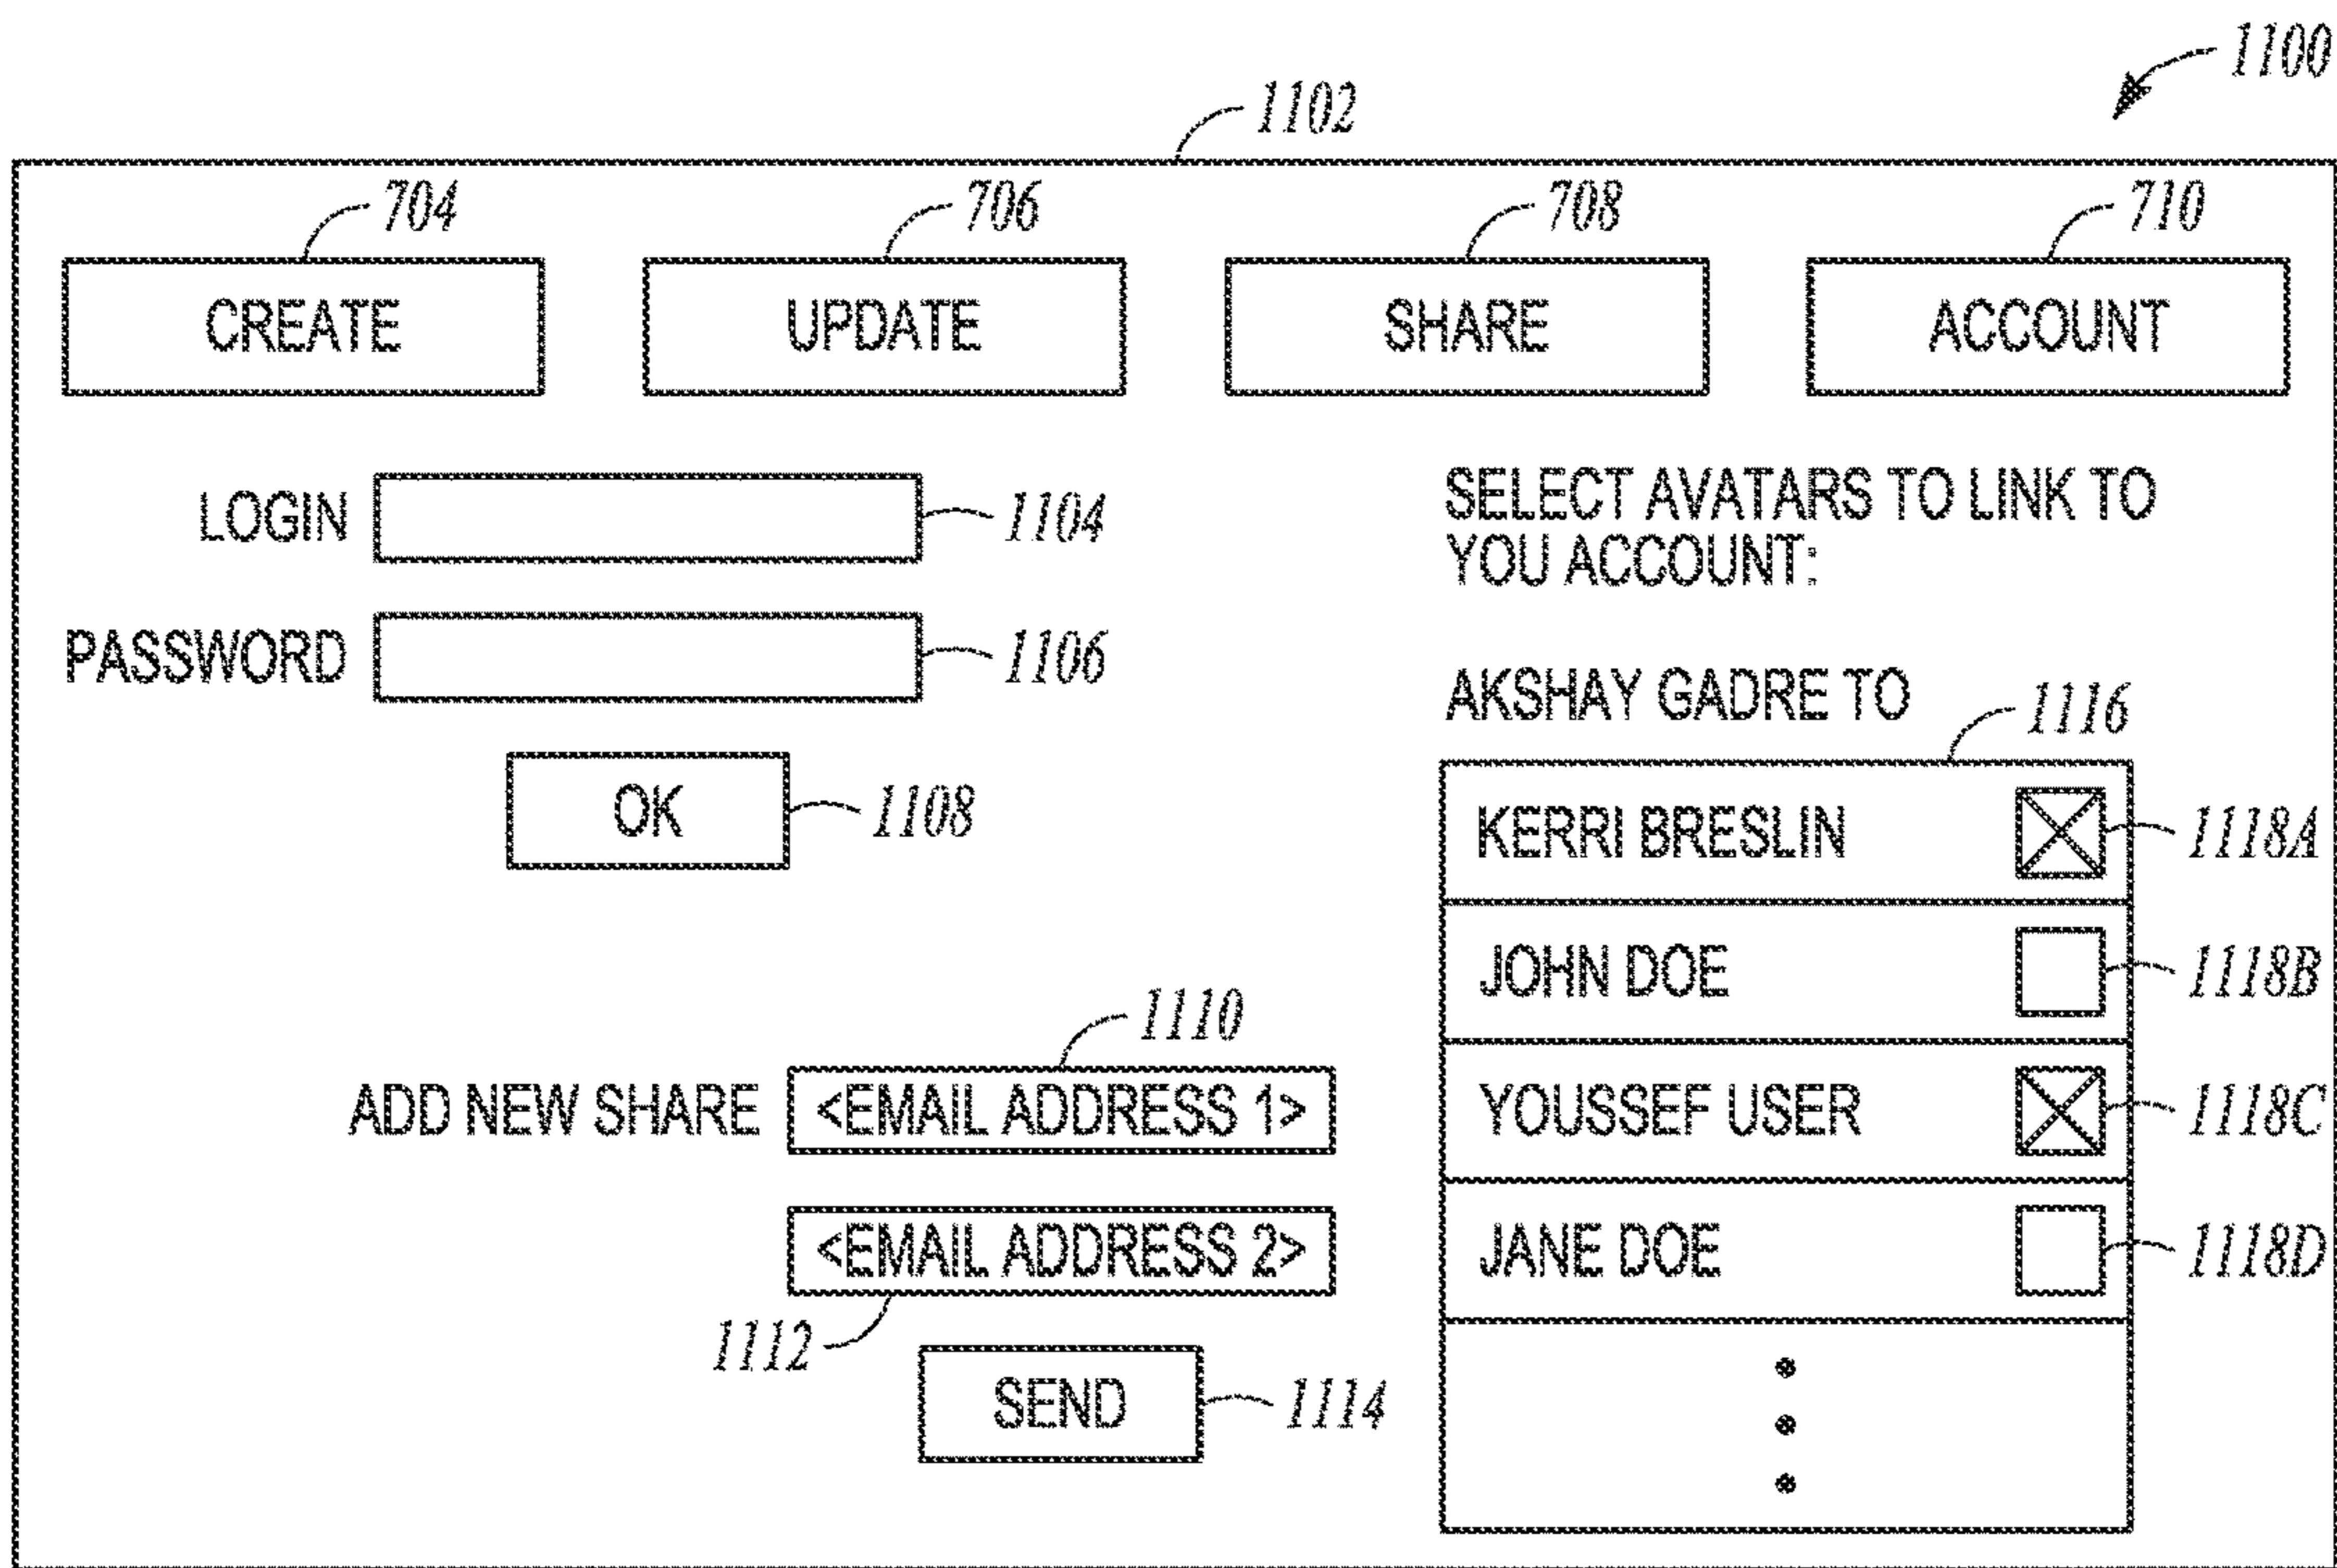 1100
1102
704 706 708 710
CREATE UPDATE SHARE ACCOUNT
LOGIN 1104
PASSWORD 1106
OK 1108
SELECT AVATARS TO LINK TO
YOU ACCOUNT:
AKSHAY GADRE TO
1116
KERRI BRESLIN 1118A
JOHN DOE 1118B
YOUSSEF USER 1118C
JANE DOE 1118D
1110
ADD NEW SHARE <EMAIL ADDRESS 1>
<EMAIL ADDRESS 2>
1112
SEND 1114